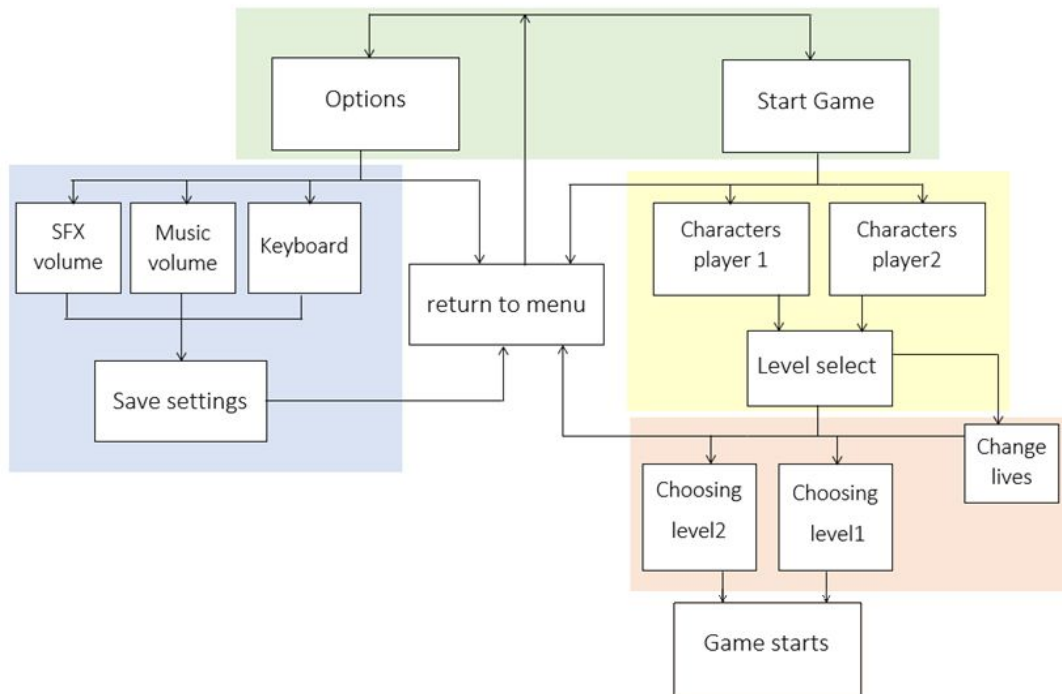 Options
Start Game
SFX
volume
Music
volume
Keyboard
return to menu
Characters
player 1
Characters
player2
Level select
Save settings
Change
lives
Choosing
level2
Choosing
level1
Game starts